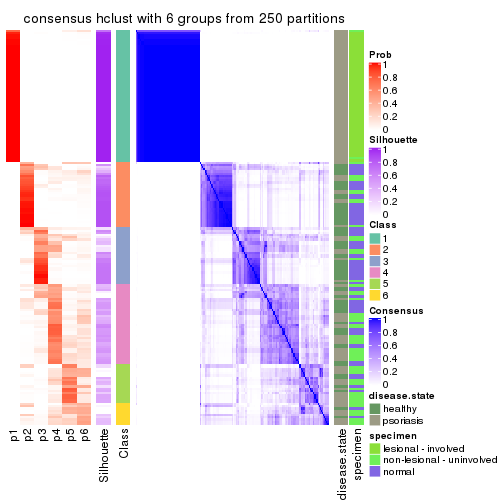 consensus hclust with 6 groups from 250 partitions
Prob
1
0.8
0.6
0.4
0.2
0
Silhouette
1
0.8
0.6
0.4
0.2
0
Class
1
2
3
4
5
6
Consensus
1
0.8
0.6
0.4
0.2
0
disease.state
healthy
psoriasis
specimen
lesional - involved
non-lesional - uninvolved
normal
p1
p2
p3
p4
p5
p6
Silhouette
Class
disease.state
specimen